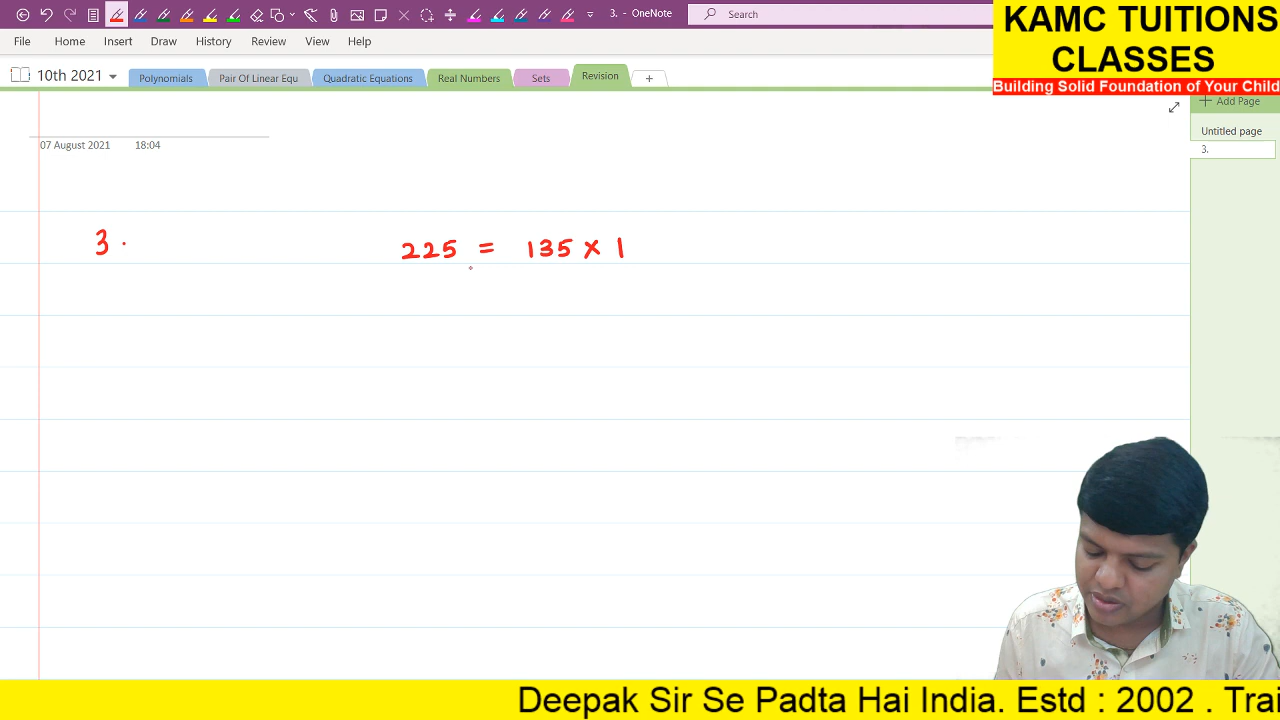 3. - OneNote
Search
KAMC TUITIONS
CLASSES
Building Solid Foundation of Your Child
File Home Insert Draw History Review View Help
10th 2021
Polynomials Pair Of Linear Equ Quadratic Equations Real Numbers Sets Revision +
Add Page
Untitled page
3.
07 August 2021 18:04
3. 225 = 135 × 1
Deepak Sir Se Padta Hai India. Estd : 2002 . Trai